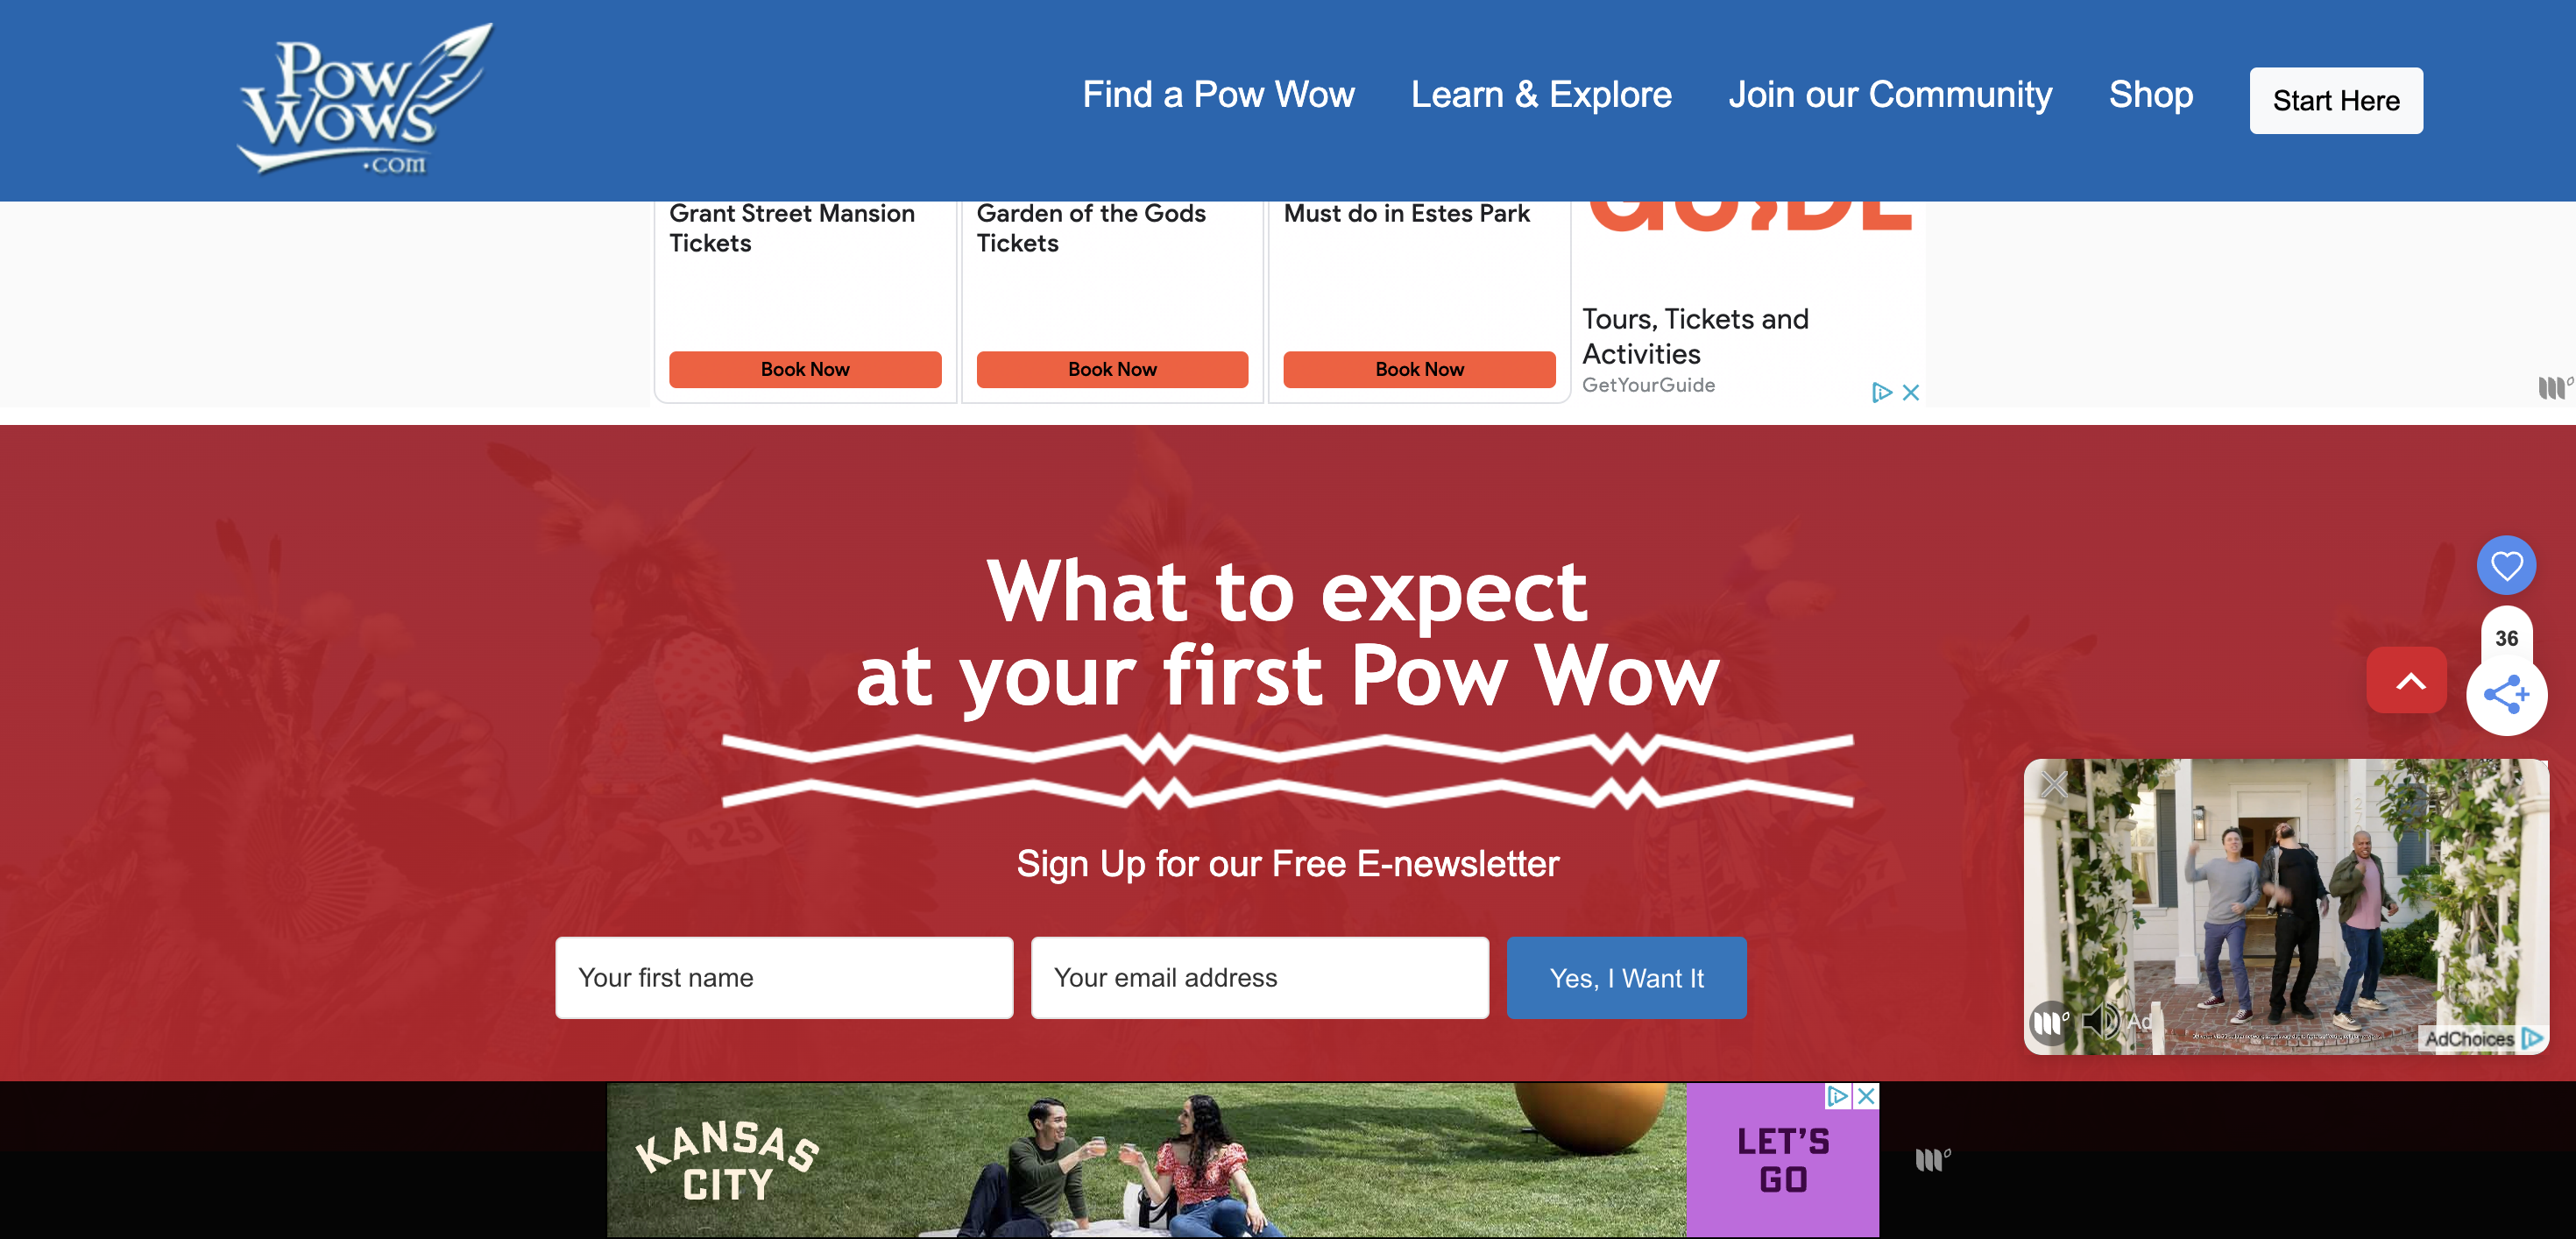 Pow
Wows
.com
Find a Pow Wow
Learn & Explore
Join our Community
Shop
Start Here
Grant Street Mansion
Tickets
Book Now
Garden of the Gods
Tickets
Book Now
Must do in Estes Park
Book Now
GUIDE
Tours, Tickets and
Activities
GetYourGuide
What to expect
at your first Pow Wow
425
Sign Up for our Free E-newsletter
Your first name
Your email address
Yes, I Want It
36
Ad
AdChoices
KANSAS
CITY
LET'S
GO